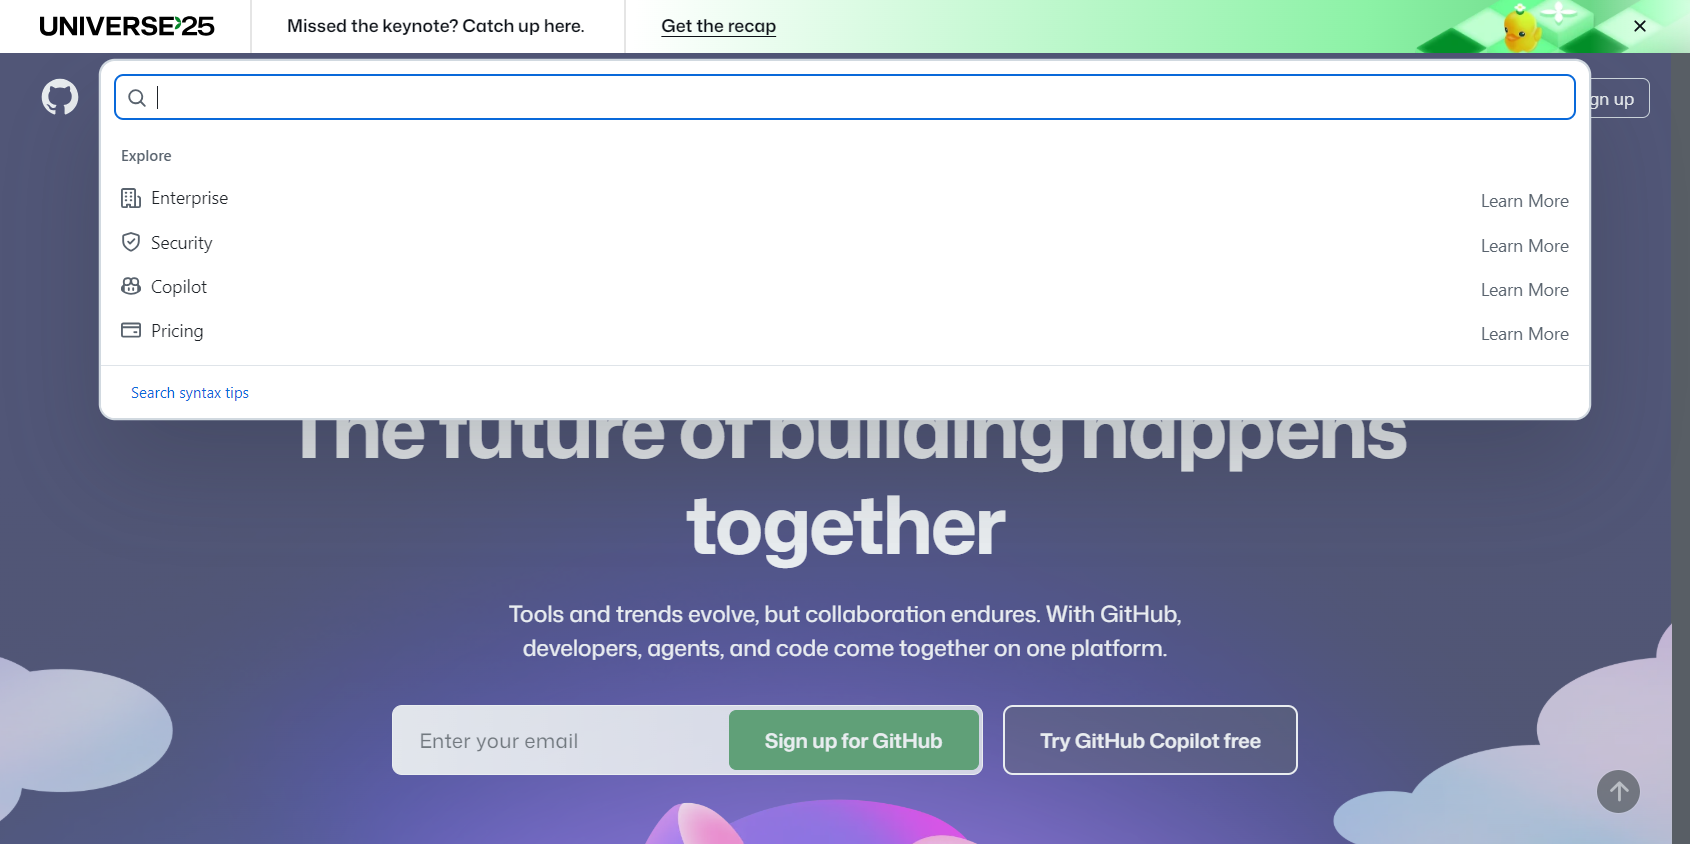 UNIVERSE'25
Missed the keynote? Catch up here.
Get the recap
gn up
Explore
Enterprise
Learn More
Security
Learn More
Copilot
Learn More
Pricing
Learn More
Search syntax tips
The future of building happens
together
Tools and trends evolve, but collaboration endures. With GitHub,
developers, agents, and code come together on one platform.
Enter your email
Sign up for GitHub
Try GitHub Copilot free